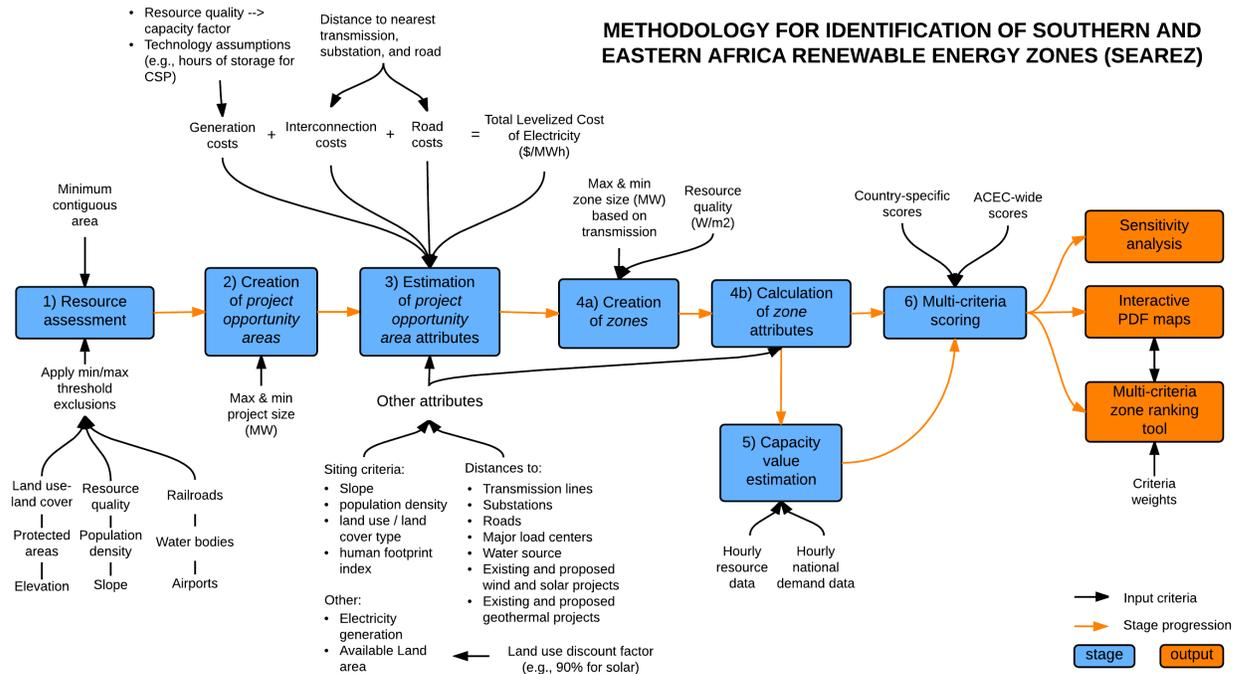 METHODOLOGY FOR IDENTIFICATION OF SOUTHERN AND
EASTERN AFRICA RENEWABLE ENERGY ZONES (SEAREZ)
• Resource quality -->
capacity factor
• Technology assumptions
(e.g., hours of storage for
CSP)
Distance to nearest
transmission,
substation, and road
Generation
costs
+
Interconnection
costs
+
Road
costs
=
Total Levelized Cost
of Electricity
($/MWh)
Minimum
contiguous
area
Max & min
zone size (MW)
based on
transmission
Resource
quality
(W/m2)
Country-specific
scores
ACEC-wide
scores
1) Resource
assessment
2) Creation
of project
opportunity
areas
3) Estimation
of project
opportunity
area attributes
4a) Creation
of zones
4b) Calculation
of zone
attributes
6) Multi-criteria
scoring
Sensitivity
analysis
Interactive
PDF maps
Multi-criteria
zone ranking
tool
Criteria
weights
Apply min/max
threshold
exclusions
Land use-
land cover
Protected
areas
Elevation
Resource
quality
Population
density
Slope
Railroads
Water bodies
Airports
Max & min
project size
(MW)
Other attributes
Siting criteria:
• Slope
• population density
• land use / land
cover type
• human footprint
index
Other:
• Electricity
generation
• Available Land
area
Distances to:
• Transmission lines
• Substations
• Roads
• Major load centers
• Water source
• Existing and proposed
wind and solar projects
• Existing and proposed
geothermal projects
Land use discount factor
(e.g., 90% for solar)
5) Capacity
value
estimation
Hourly
resource
data
Hourly
national
demand data
Input criteria
Stage progression
stage
output